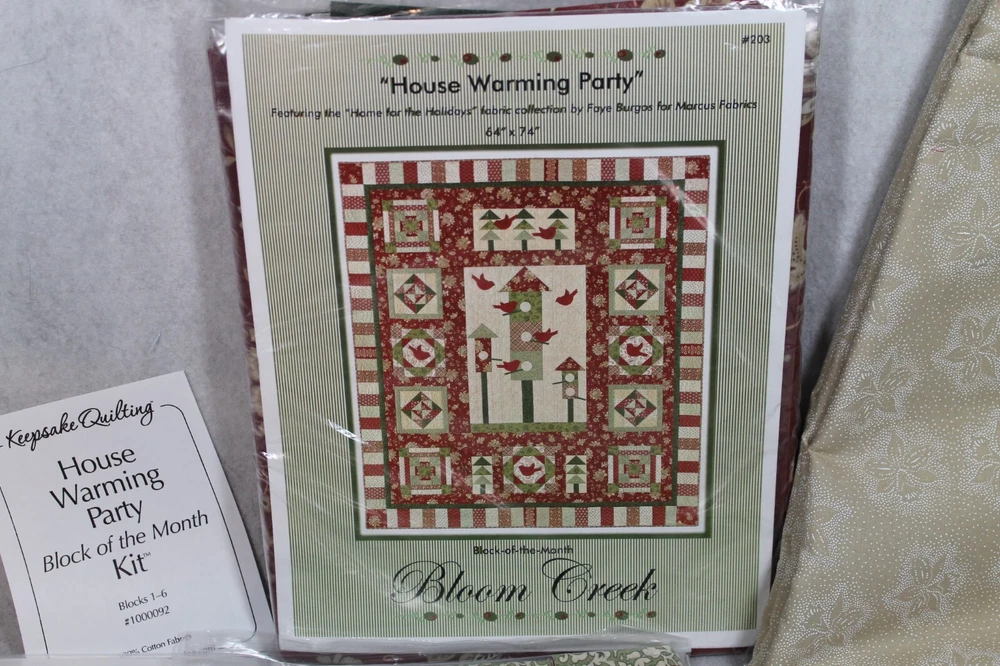 #203
"House Warming Party"
Featuring the "Home for the Holidays" fabric collection by Faye Burgos for Marcus Fabrics
64" x 74"
Block-of-the-Month
Bloom Creek
Keepsake Quilting
House
Warming
Party
Block of the Month
Kit™
Blocks 1-6
#1000092
Cotton